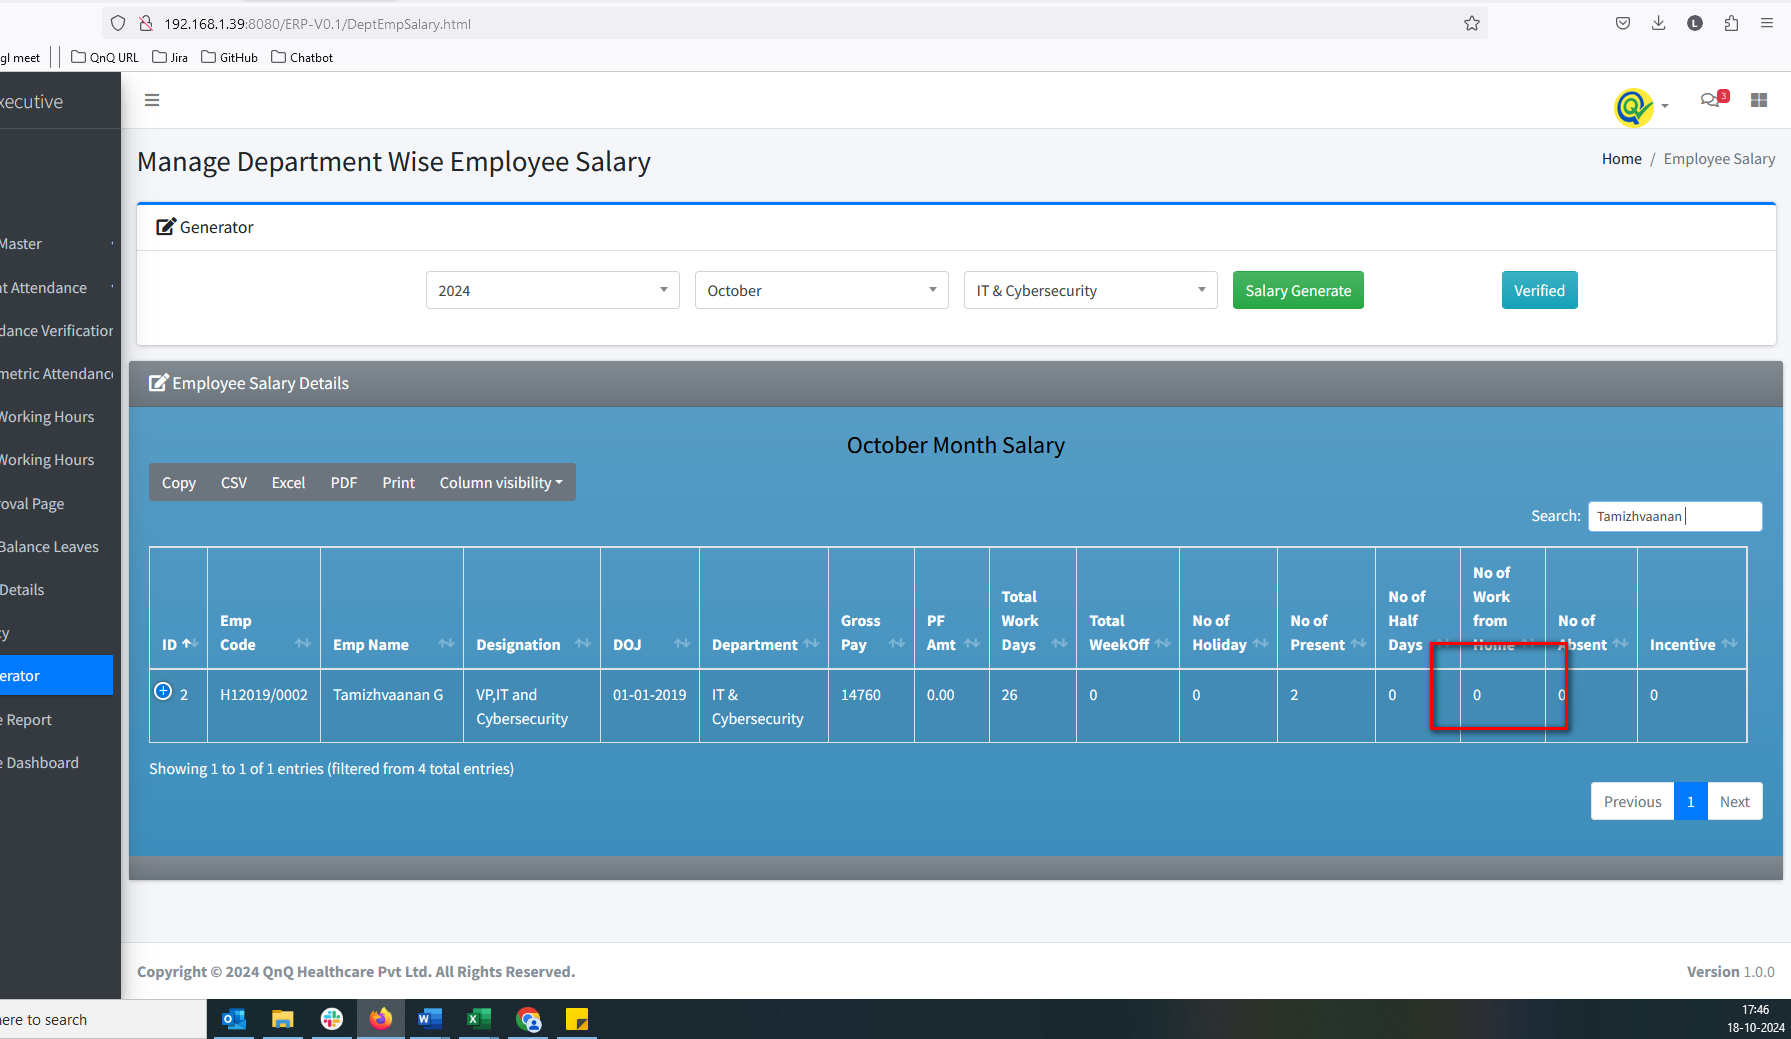 192.168.1.39:8080/ERP-V0.1/DeptEmpSalary.html
gl meet QnQ URL Jira GitHub Chatbot
xecutive
3
Manage Department Wise Employee Salary
Home / Employee Salary
Generator
2024 October IT & Cybersecurity Salary Generate Verified
Master
nt Attendance
dance Verification
metric Attendance
Working Hours
Working Hours
roval Page
Balance Leaves
Details
cy
erator
e Report
e Dashboard
Employee Salary Details
October Month Salary
Copy CSV Excel PDF Print Column visibility
Search: Tamizhvaanan
ID Emp Code Emp Name Designation DOJ Department Gross Pay PF Amt Total Work Days Total WeekOff No of Holiday No of Present No of Half Days No of Work from Home No of Absent Incentive
2 H12019/0002 Tamizhvaanan G VP,IT and Cybersecurity 01-01-2019 IT & Cybersecurity 14760 0.00 26 0 0 2 0 0 0 0
Showing 1 to 1 of 1 entries (filtered from 4 total entries)
Previous 1 Next
Copyright © 2024 QnQ Healthcare Pvt Ltd. All Rights Reserved.
Version 1.0.0
ere to search
17:46
18-10-2024